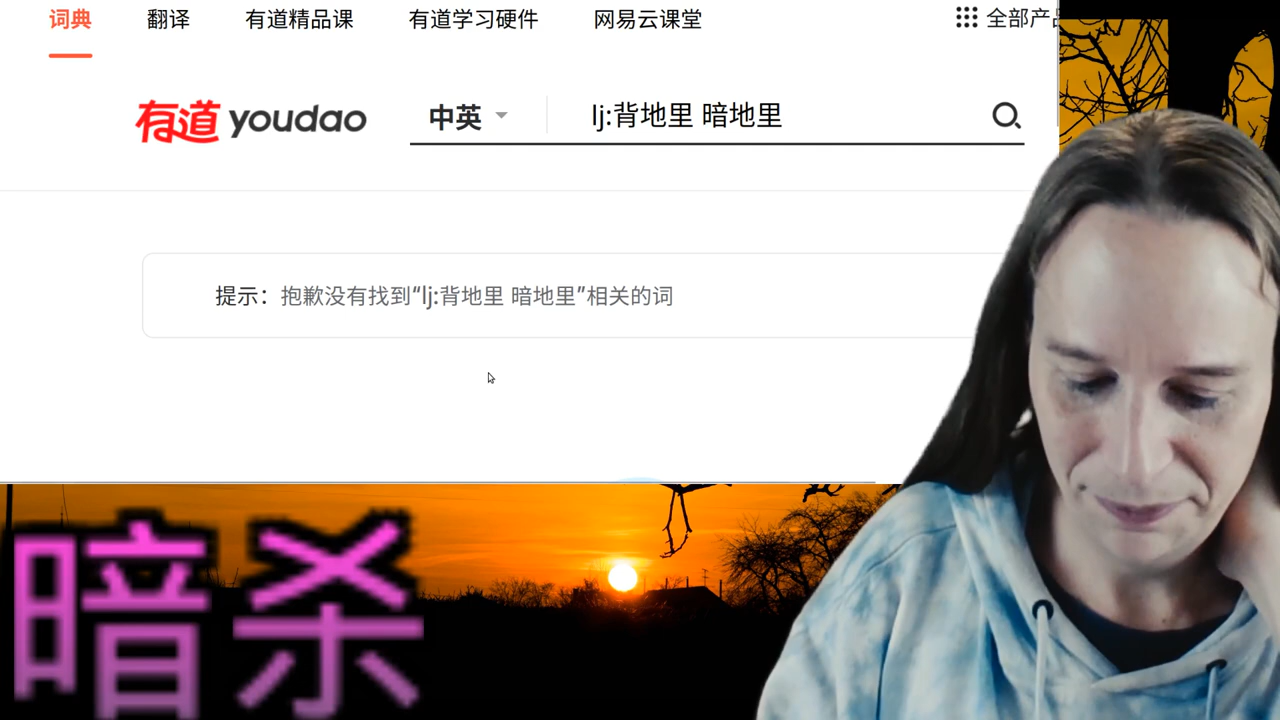 词典 翻译 有道精品课 有道学习硬件 网易云课堂 全部产品
有道 youdao 中英 lj:背地里 暗地里
提示：抱歉没有找到“lj:背地里 暗地里”相关的词
暗杀